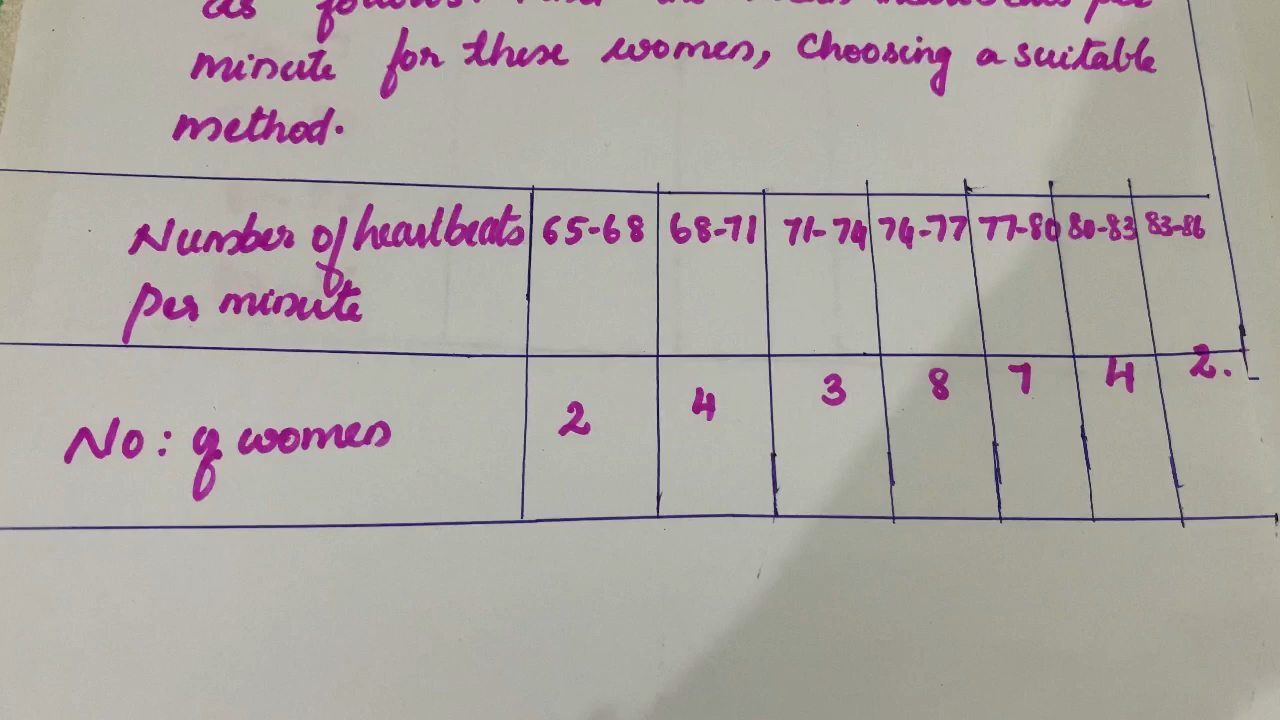 minute for these women, Choosing a suitable
method.
Number of heartbeats 65-68 68-71 71-74 74-77 77-80 80-83 83-86
per minute
No: of women 2 4 3 8 7 4 2.